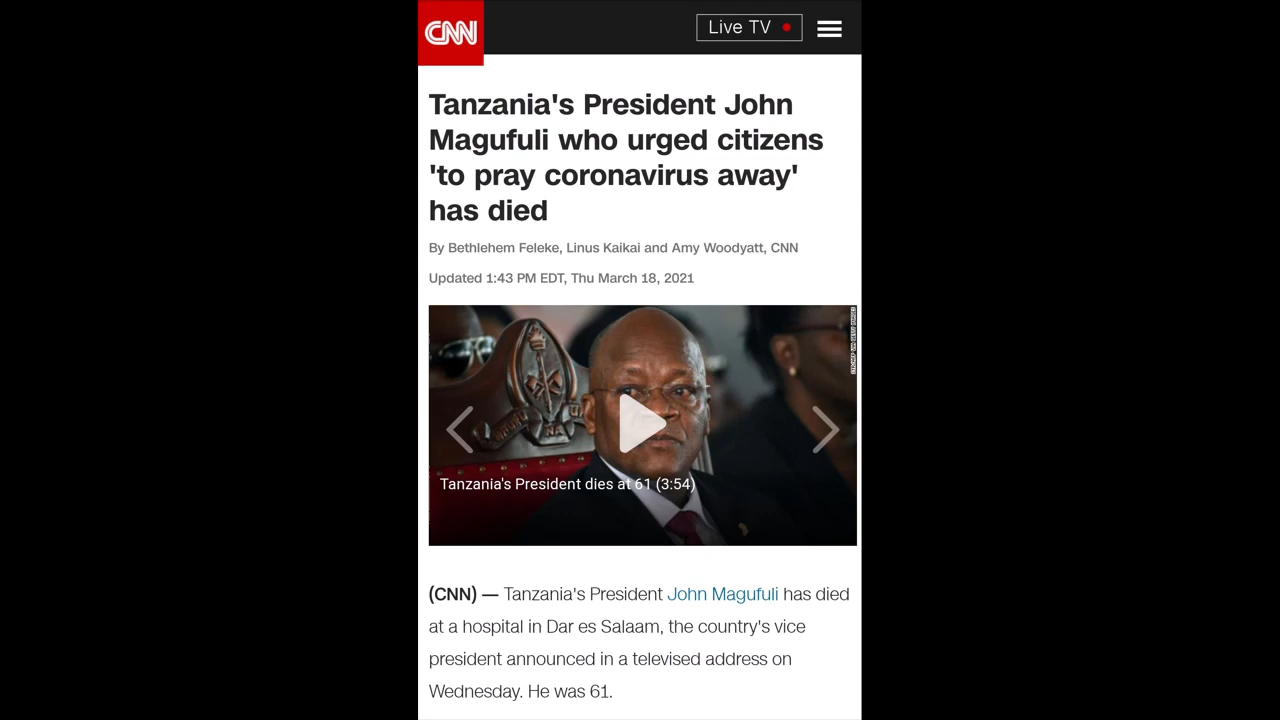 CNN
Live TV
Tanzania's President John
Magufuli who urged citizens
'to pray coronavirus away'
has died
By Bethlehem Feleke, Linus Kaikai and Amy Woodyatt, CNN
Updated 1:43 PM EDT, Thu March 18, 2021
Tanzania's President dies at 61 (3:54)
(CNN) — Tanzania's President John Magufuli has died
at a hospital in Dar es Salaam, the country's vice
president announced in a televised address on
Wednesday. He was 61.